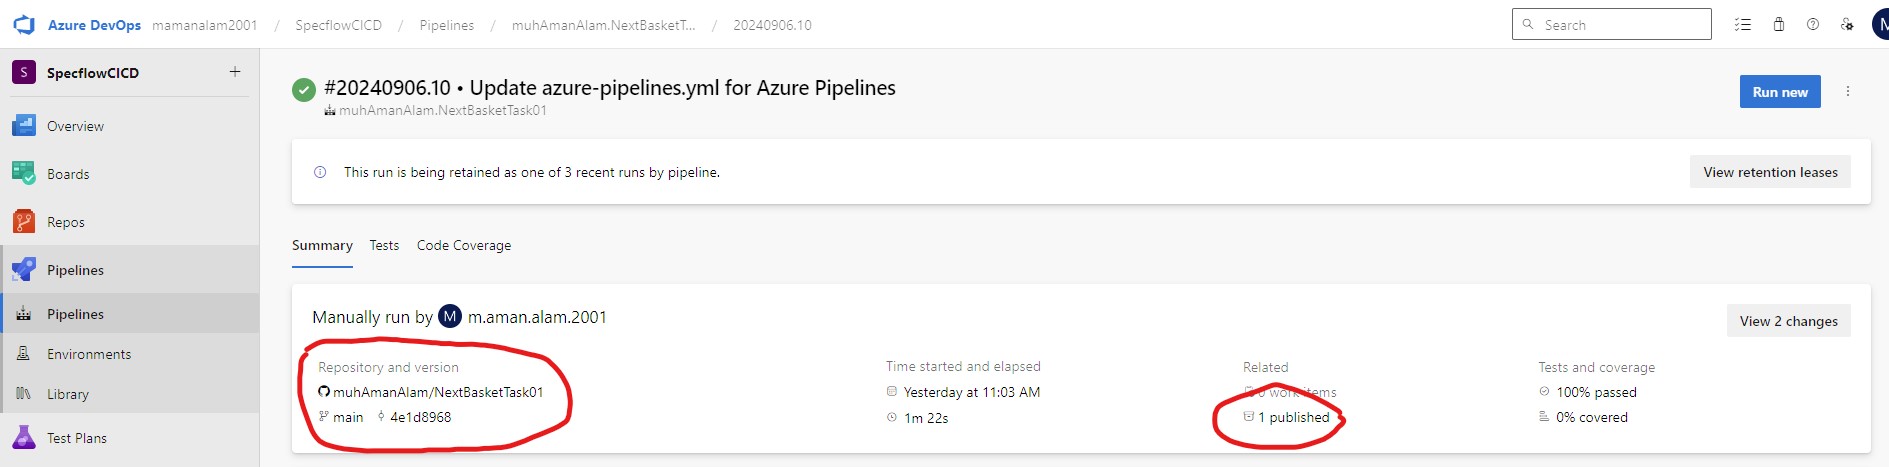 Azure DevOps mamanalam2001 / SpecflowCICD / Pipelines / muhAmanAlam.NextBasketT... / 20240906.10
Search
M
S SpecflowCICD +
Overview
Boards
Repos
Pipelines
Pipelines
Environments
Library
Test Plans
#20240906.10 • Update azure-pipelines.yml for Azure Pipelines
muhAmanAlam.NextBasketTask01
Run new
This run is being retained as one of 3 recent runs by pipeline.
View retention leases
Summary Tests Code Coverage
Manually run by M m.aman.alam.2001
View 2 changes
Repository and version
muhAmanAlam/NextBasketTask01
main 4e1d8968
Time started and elapsed
Yesterday at 11:03 AM
1m 22s
Related
0 work items
1 published
Tests and coverage
100% passed
0% covered